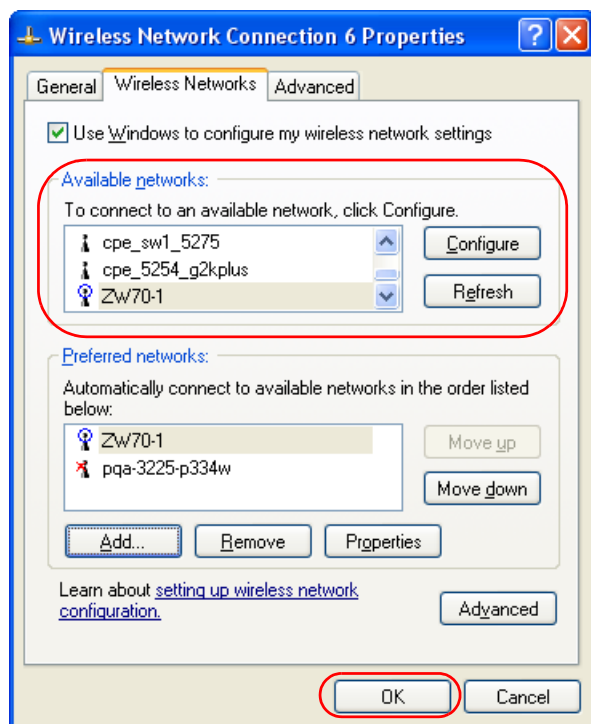 Wireless Network Connection 6 Properties
General Wireless Networks Advanced
Use Windows to configure my wireless network settings
Available networks:
To connect to an available network, click Configure.
cpe_sw1_5275
cpe_5254_g2kplus
ZW70-1
Configure
Refresh
Preferred networks:
Automatically connect to available networks in the order listed
below:
ZW70-1
pqa-3225-p334w
Move up
Move down
Add... Remove Properties
Learn about setting up wireless network
configuration.
Advanced
OK Cancel